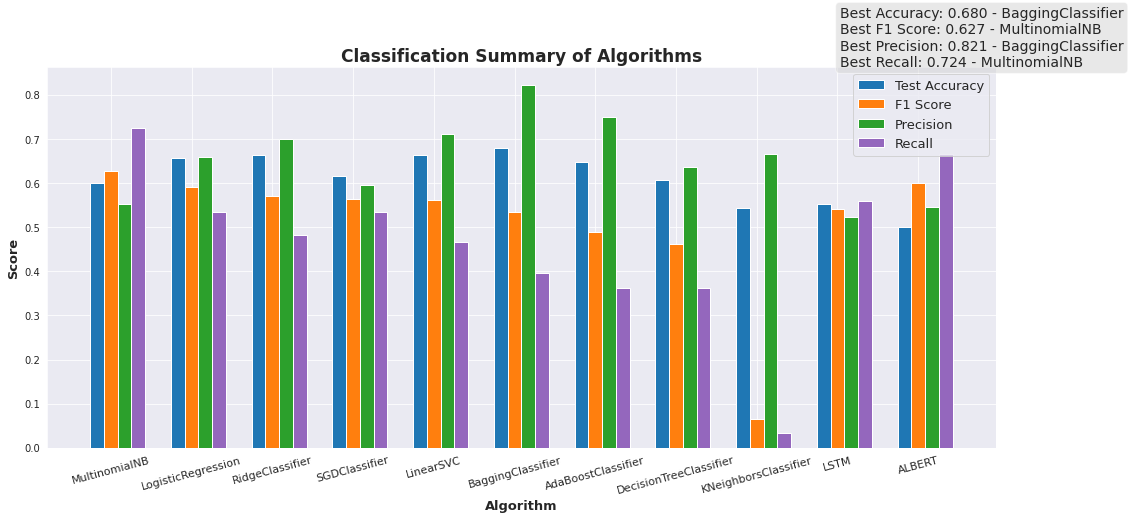 Best Accuracy: 0.680 - BaggingClassifier
Best F1 Score: 0.627 - MultinomialNB
Best Precision: 0.821 - BaggingClassifier
Best Recall: 0.724 - MultinomialNB
Classification Summary of Algorithms
Test Accuracy
F1 Score
Precision
Recall
Score
0.8
0.7
0.6
0.5
0.4
0.3
0.2
0.1
0.0
MultinomialNB
LogisticRegression
RidgeClassifier
SGDClassifier
LinearSVC
BaggingClassifier
AdaBoostClassifier
DecisionTreeClassifier
KNeighborsClassifier
LSTM
ALBERT
Algorithm